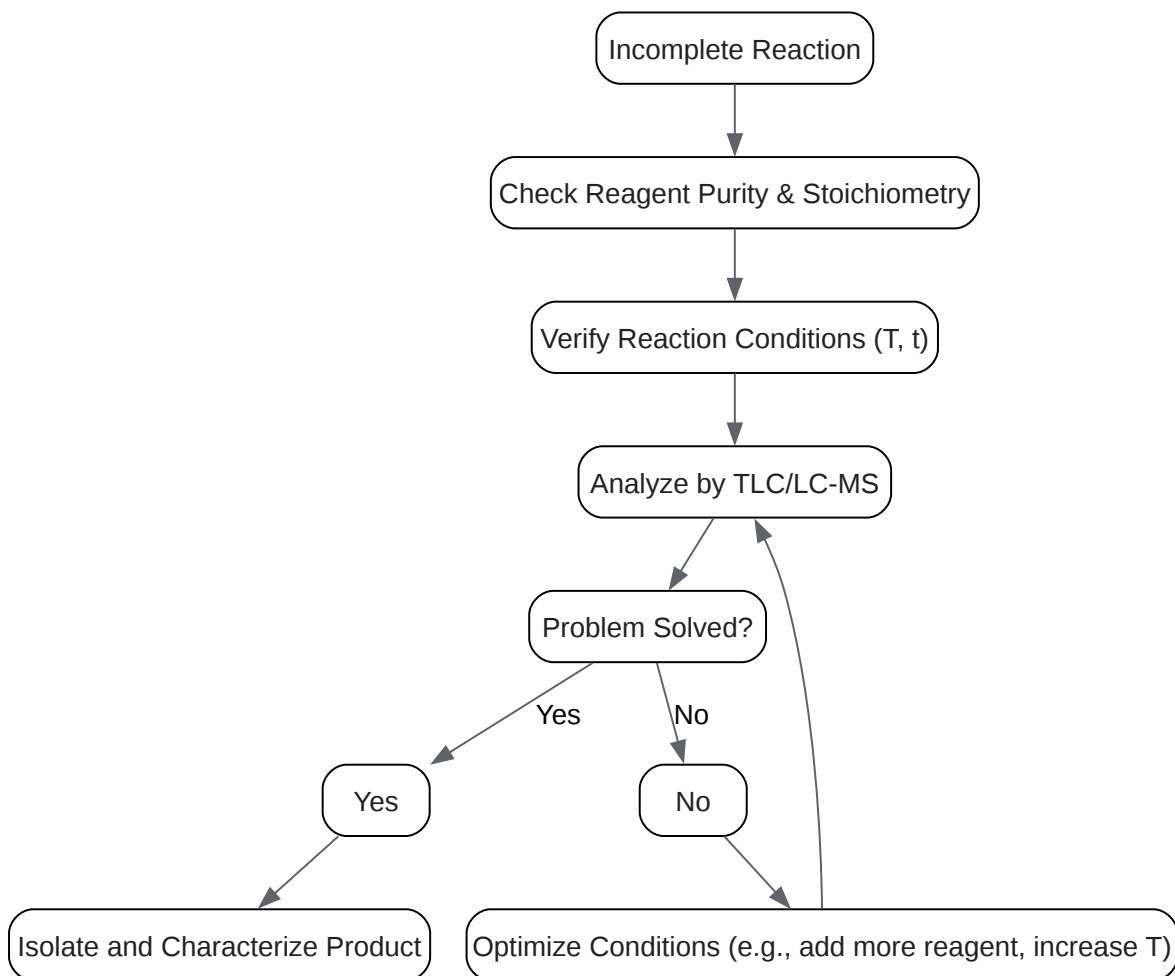 Incomplete Reaction
Check Reagent Purity & Stoichiometry
Verify Reaction Conditions (T, t)
Analyze by TLC/LC-MS
Problem Solved?
Yes
No
Yes
No
Isolate and Characterize Product
Optimize Conditions (e.g., add more reagent, increase T)